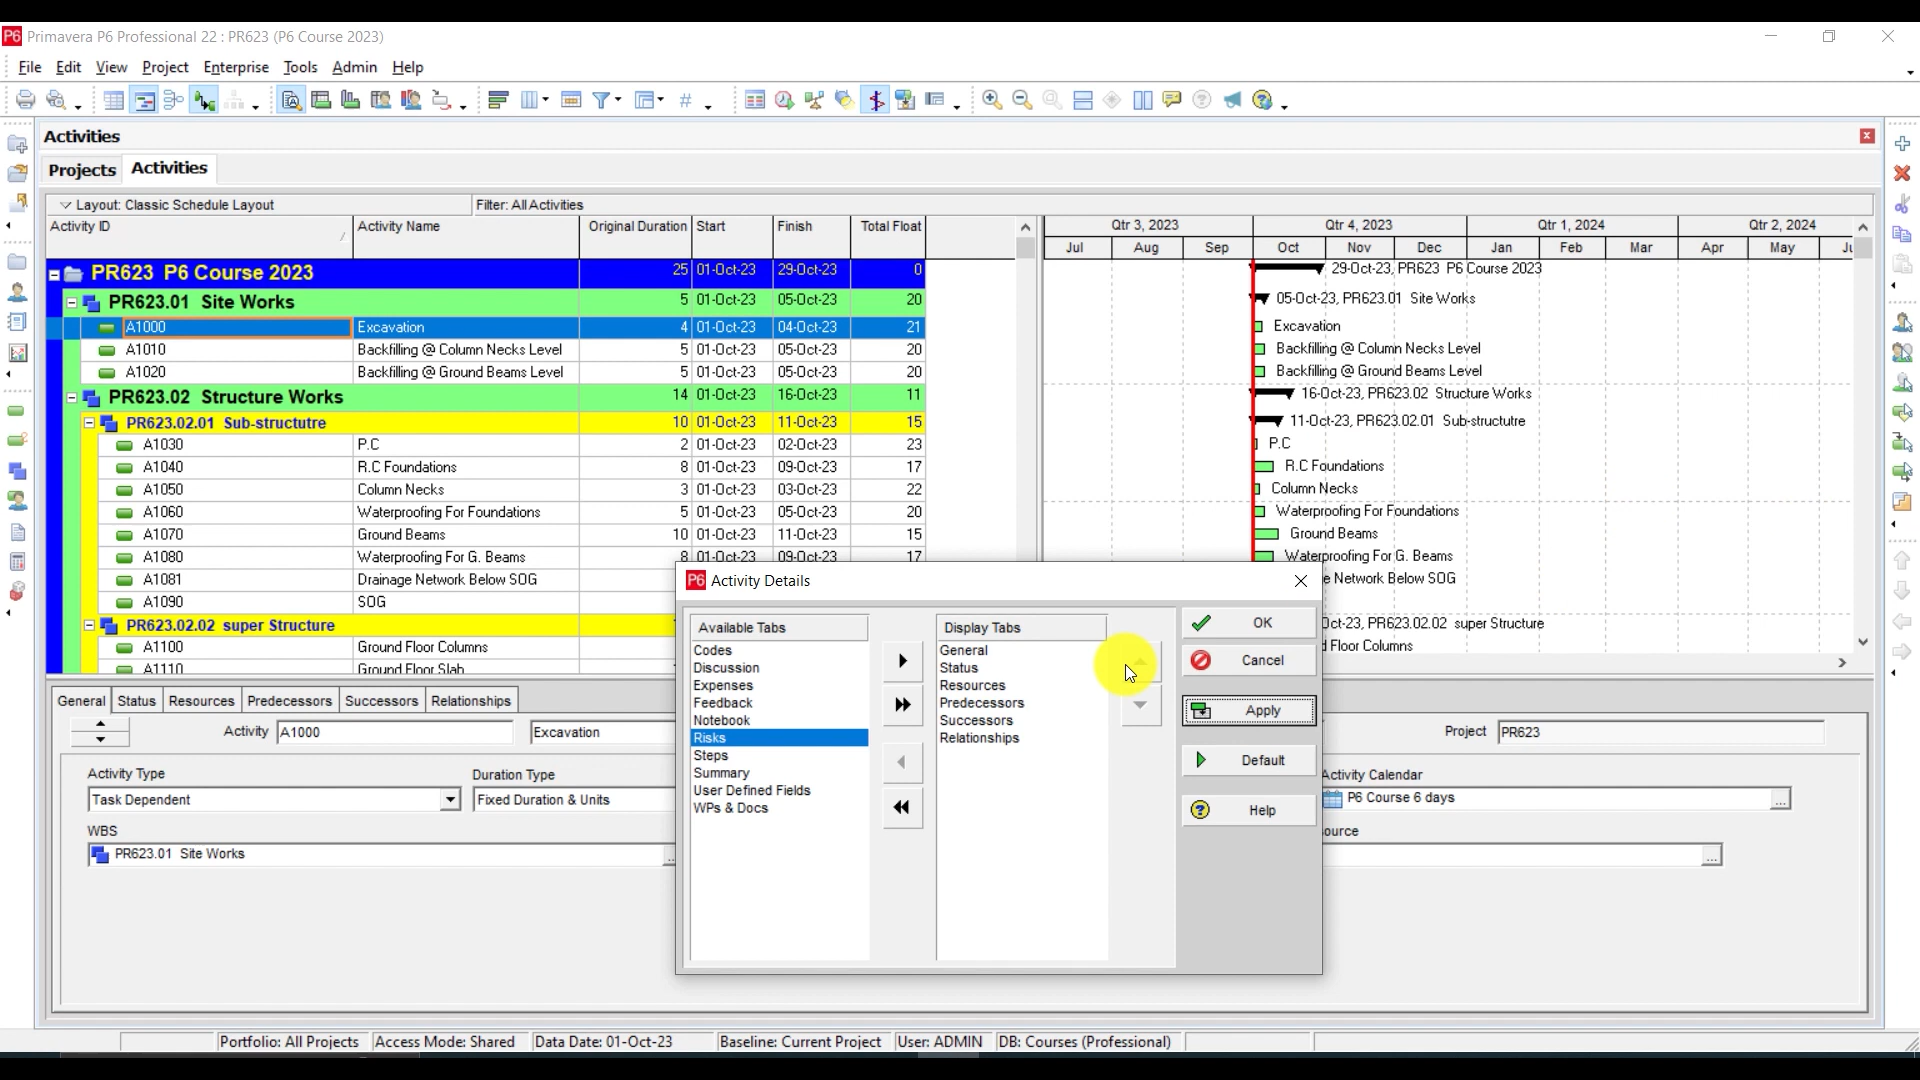 P6 Primavera P6 Professional 22 : PR623 (P6 Course 2023)
File Edit View Project Enterprise Tools Admin Help
Activities
Projects Activities
Layout: Classic Schedule Layout Filter: All Activities
Activity ID Activity Name Original Duration Start Finish Total Float
Qtr 3, 2023 Qtr 4, 2023 Qtr 1, 2024 Qtr 2, 2024
Jul Aug Sep Oct Nov Dec Jan Feb Mar Apr May
PR623 P6 Course 2023 25 01-Oct-23 29-Oct-23 0 29-Oct-23, PR623 P6 Course 2023
PR623.01 Site Works 5 01-Oct-23 05-Oct-23 20 05-Oct-23, PR623.01 Site Works
A1000 Excavation 4 01-Oct-23 04-Oct-23 21 Excavation
A1010 Backfilling @ Column Necks Level 5 01-Oct-23 05-Oct-23 20 Backfilling @ Column Necks Level
A1020 Backfilling @ Ground Beams Level 5 01-Oct-23 05-Oct-23 20 Backfilling @ Ground Beams Level
PR623.02 Structure Works 14 01-Oct-23 16-Oct-23 11 16-Oct-23, PR623.02 Structure Works
PR623.02.01 Sub-structutre 10 01-Oct-23 11-Oct-23 15 11-Oct-23, PR623.02.01 Sub-structutre
A1030 P.C 2 01-Oct-23 02-Oct-23 23 P.C
A1040 R.C Foundations 8 01-Oct-23 09-Oct-23 17 R.C Foundations
A1050 Column Necks 3 01-Oct-23 03-Oct-23 22 Column Necks
A1060 Waterproofing For Foundations 5 01-Oct-23 05-Oct-23 20 Waterproofing For Foundations
A1070 Ground Beams 10 01-Oct-23 11-Oct-23 15 Ground Beams
A1080 Waterproofing For G. Beams 8 01-Oct-23 09-Oct-23 17 Waterproofing For G. Beams
A1081 Drainage Network Below SOG e Network Below SOG
A1090 SOG
PR623.02.02 super Structure Oct-23, PR623.02.02 super Structure
A1100 Ground Floor Columns d Floor Columns
A1110 Ground Floor Slab
P6 Activity Details
Available Tabs
Codes
Discussion
Expenses
Feedback
Notebook
Risks
Steps
Summary
User Defined Fields
WPs & Docs
Display Tabs
General
Status
Resources
Predecessors
Successors
Relationships
OK
Cancel
Apply
Default
Help
General Status Resources Predecessors Successors Relationships
Activity A1000 Excavation Project PR623
Activity Type Duration Type Activity Calendar
Task Dependent Fixed Duration & Units P6 Course 6 days ...
WBS ource
PR623.01 Site Works ... ...
Portfolio: All Projects Access Mode: Shared Data Date: 01-Oct-23 Baseline: Current Project User: ADMIN DB: Courses (Professional)